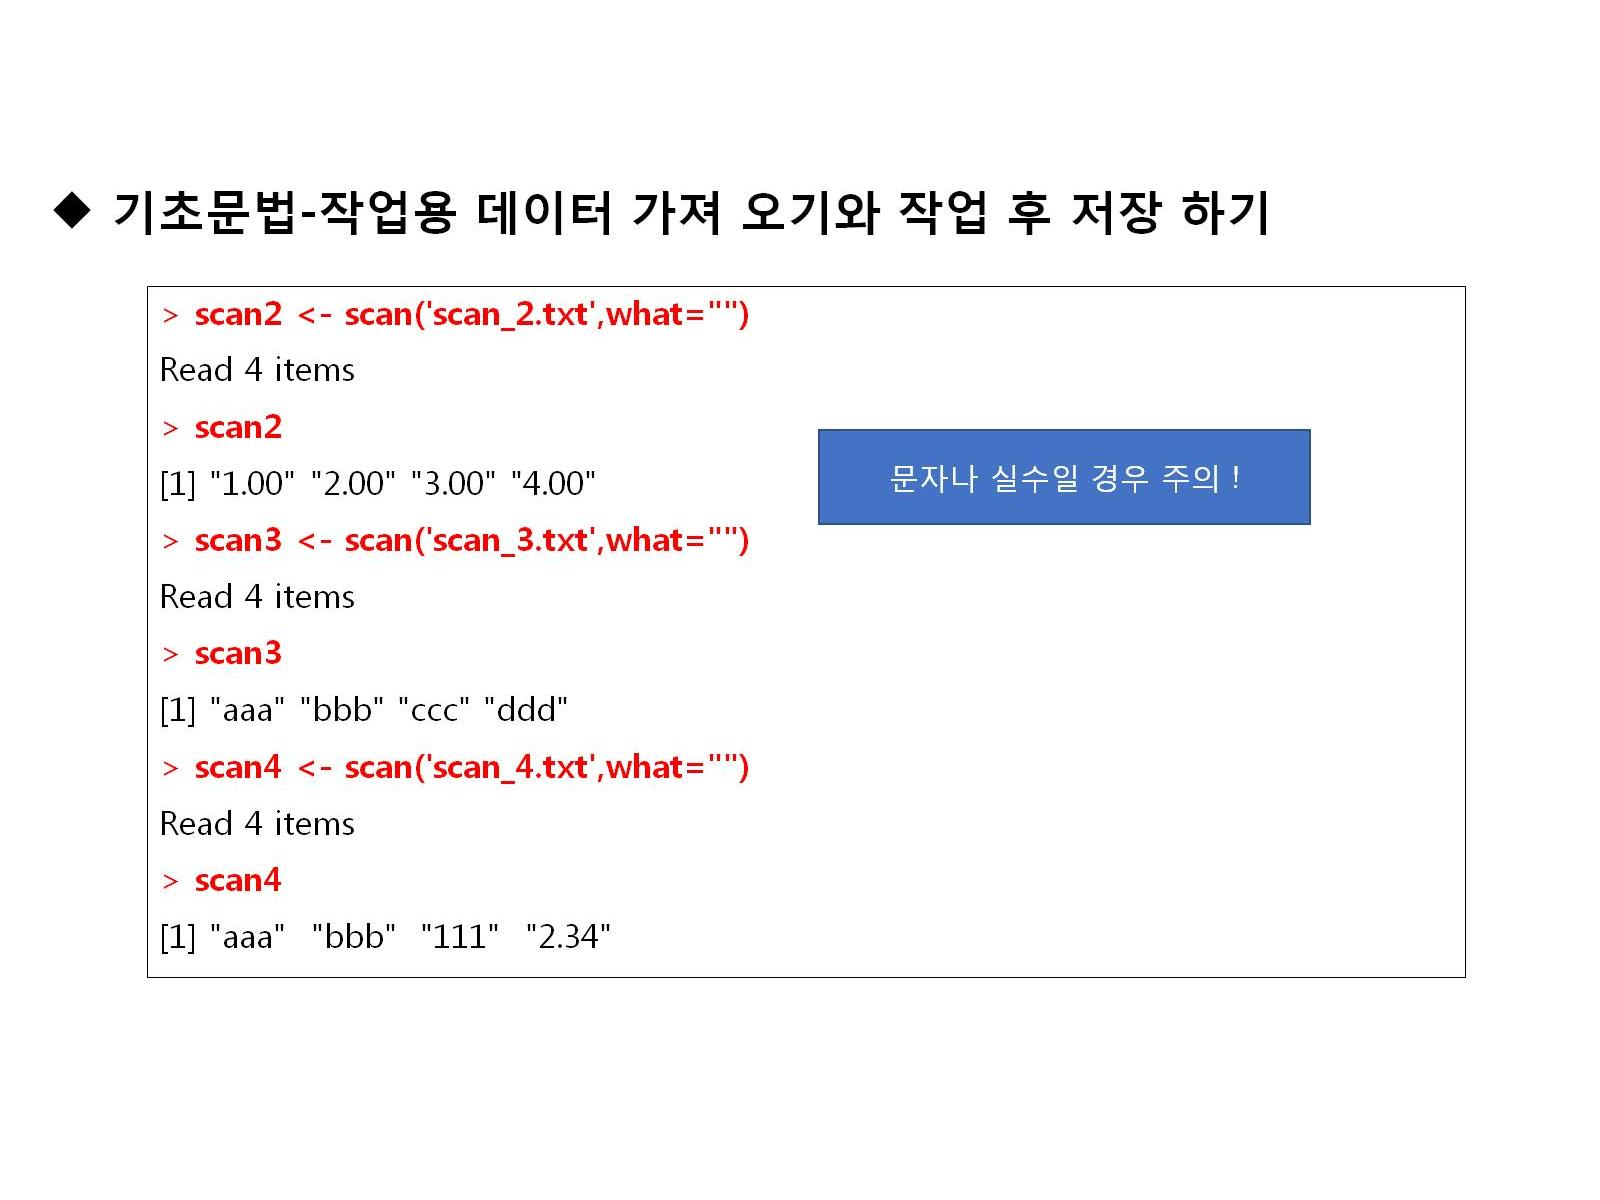 ◆ 기초문법-작업용 데이터 가져 오기와 작업 후 저장 하기
> scan2 <- scan('scan_2.txt',what="")
Read 4 items
> scan2
[1] "1.00" "2.00" "3.00" "4.00"
문자나 실수일 경우 주의 !
> scan3 <- scan('scan_3.txt',what="")
Read 4 items
> scan3
[1] "aaa" "bbb" "ccc" "ddd"
> scan4 <- scan('scan_4.txt',what="")
Read 4 items
> scan4
[1] "aaa"  "bbb"  "111"  "2.34"